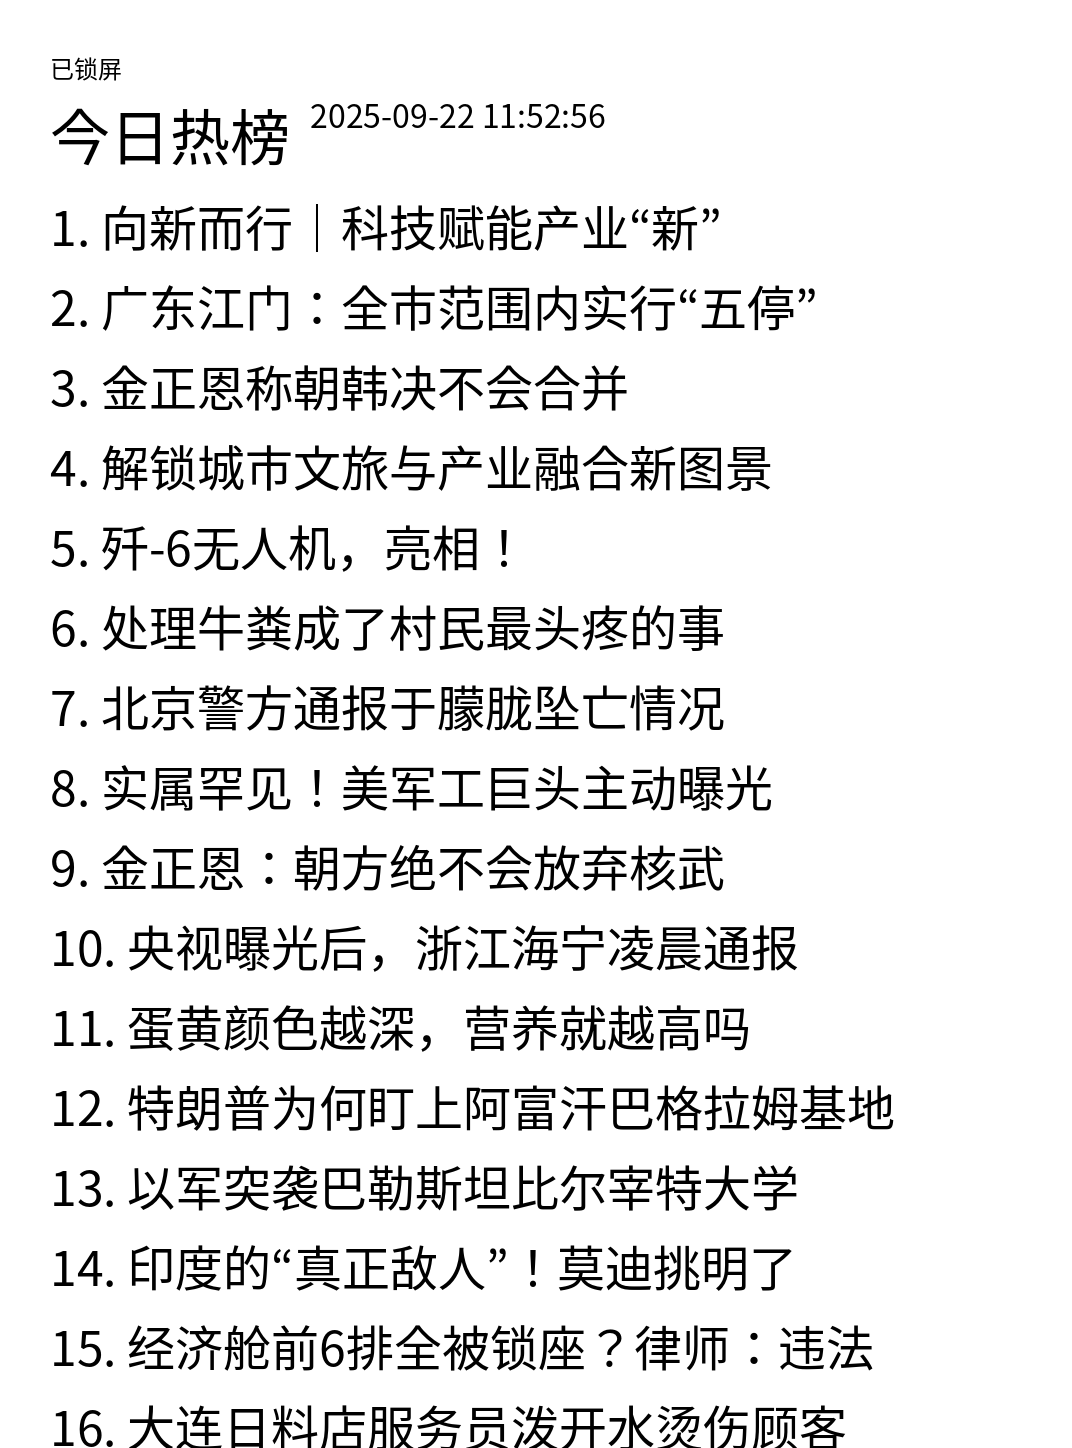 已锁屏
今日热榜 2025-09-22 11:52:56
1. 向新而行｜科技赋能产业“新”
2. 广东江门：全市范围内实行“五停”
3. 金正恩称朝韩决不会合并
4. 解锁城市文旅与产业融合新图景
5. 歼-6无人机，亮相！
6. 处理牛粪成了村民最头疼的事
7. 北京警方通报于朦胧坠亡情况
8. 实属罕见！美军工巨头主动曝光
9. 金正恩：朝方绝不会放弃核武
10. 央视曝光后，浙江海宁凌晨通报
11. 蛋黄颜色越深，营养就越高吗
12. 特朗普为何盯上阿富汗巴格拉姆基地
13. 以军突袭巴勒斯坦比尔宰特大学
14. 印度的“真正敌人”！莫迪挑明了
15. 经济舱前6排全被锁座？律师：违法
16. 大连日料店服务员泼开水烫伤顾客